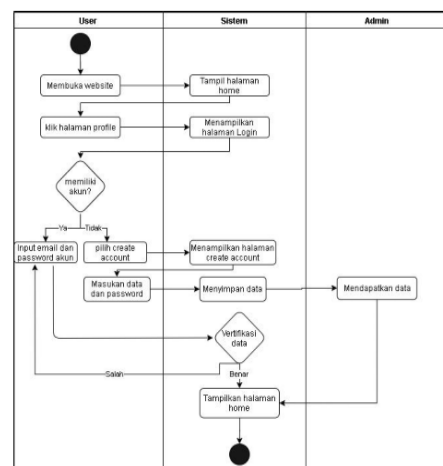 User
Sistem
Admin
Membuka website
Tampil halaman
home
klik halaman profile
Menampilkan
halaman Login
memiliki
akun?
Ya
Tidak
Input email dan
password akun
pilih create
account
Menampilkan halaman
create account
Masukan data
dan password
Menyimpan data
Mendapatkan data
Vertifikasi
data
Salah
Benar
Tampilkan halaman
home